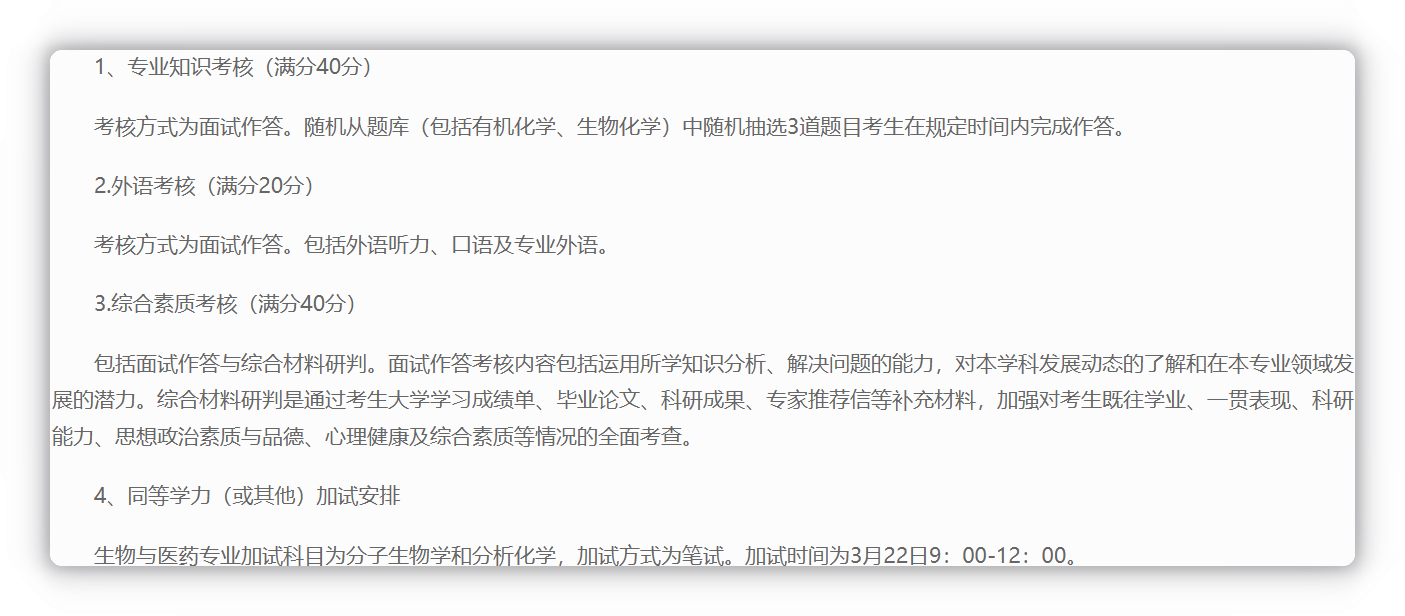 1、专业知识考核（满分40分）
考核方式为面试作答。随机从题库（包括有机化学、生物化学）中随机抽选3道题目考生在规定时间内完成作答。
2.外语考核（满分20分）
考核方式为面试作答。包括外语听力、口语及专业外语。
3.综合素质考核（满分40分）
包括面试作答与综合材料研判。面试作答考核内容包括运用所学知识分析、解决问题的能力，对本学科发展动态的了解和在本专业领域发
展的潜力。综合材料研判是通过考生大学学习成绩单、毕业论文、科研成果、专家推荐信等补充材料，加强对考生既往学业、一贯表现、科研
能力、思想政治素质与品德、心理健康及综合素质等情况的全面考查。
4、同等学力（或其他）加试安排
生物与医药专业加试科目为分子生物学和分析化学，加试方式为笔试。加试时间为3月22日9：00-12：00。